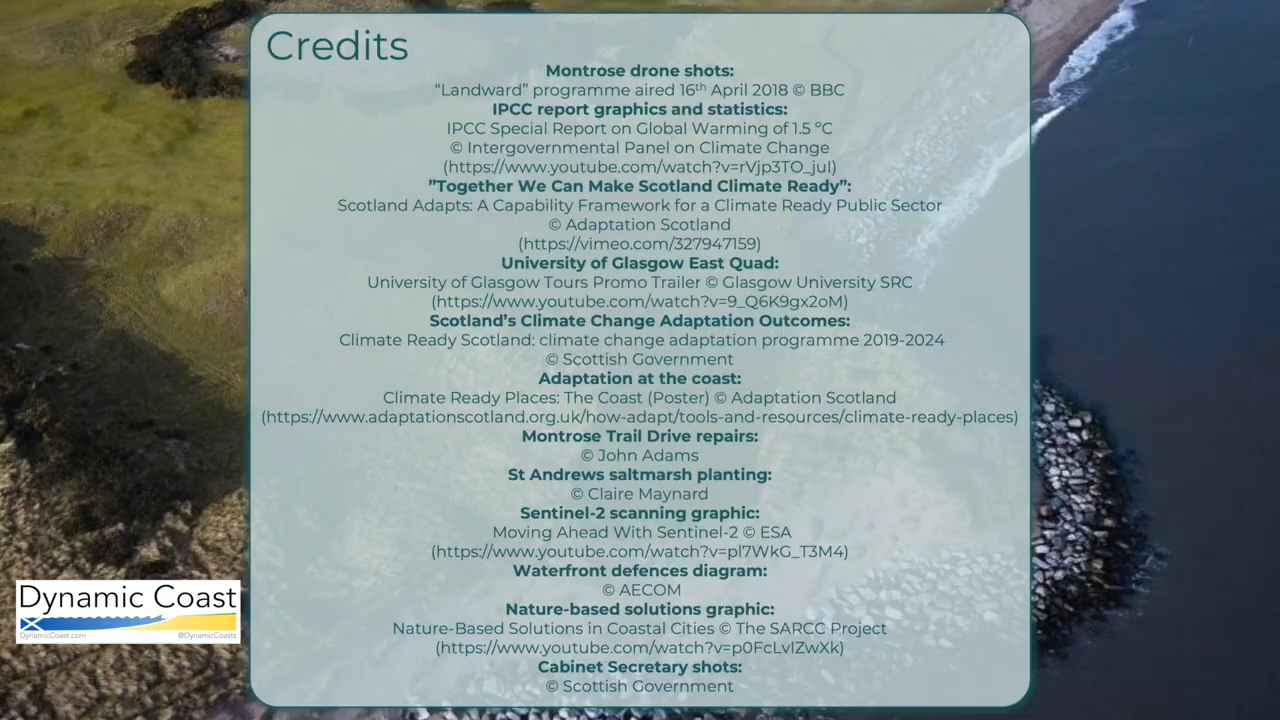 Credits
Montrose drone shots:
“Landward” programme aired 16th April 2018 © BBC
IPCC report graphics and statistics:
IPCC Special Report on Global Warming of 1.5 ºC
© Intergovernmental Panel on Climate Change
(https://www.youtube.com/watch?v=rVjp3TO_juI)
”Together We Can Make Scotland Climate Ready”:
Scotland Adapts: A Capability Framework for a Climate Ready Public Sector
© Adaptation Scotland
(https://vimeo.com/327947159)
University of Glasgow East Quad:
University of Glasgow Tours Promo Trailer © Glasgow University SRC
(https://www.youtube.com/watch?v=9_Q6K9gx2oM)
Scotland’s Climate Change Adaptation Outcomes:
Climate Ready Scotland: climate change adaptation programme 2019-2024
© Scottish Government
Adaptation at the coast:
Climate Ready Places: The Coast (Poster) © Adaptation Scotland
(https://www.adaptationscotland.org.uk/how-adapt/tools-and-resources/climate-ready-places)
Montrose Trail Drive repairs:
© John Adams
St Andrews saltmarsh planting:
© Claire Maynard
Sentinel-2 scanning graphic:
Moving Ahead With Sentinel-2 © ESA
(https://www.youtube.com/watch?v=pl7WkG_T3M4)
Waterfront defences diagram:
© AECOM
Nature-based solutions graphic:
Nature-Based Solutions in Coastal Cities © The SARCC Project
(https://www.youtube.com/watch?v=p0FcLvIZwXk)
Cabinet Secretary shots:
© Scottish Government
Dynamic Coast
DynamicCoast.com
@DynamicCoasts